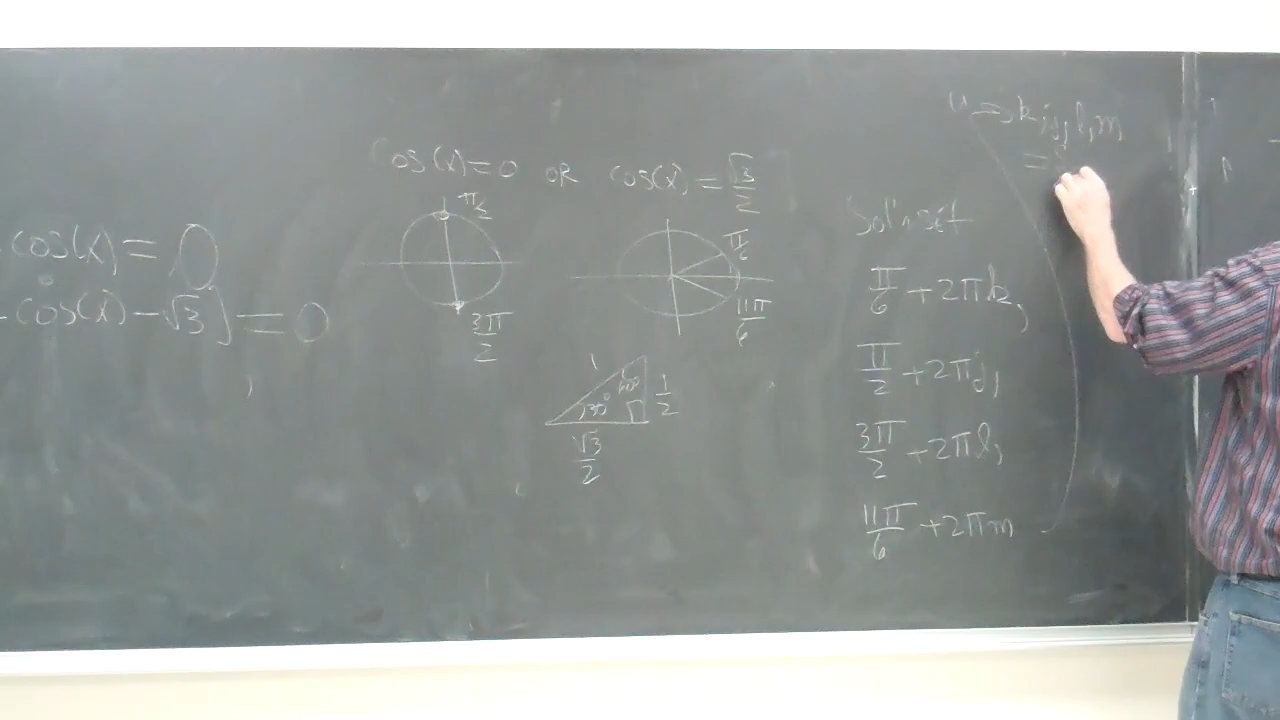 cos(x) = 0
cos(x) - √3] = 0
cos(x) = 0 OR cos(x) = √3/2
π/2
3π/2
π/6
11π/6
1
30°
60°
1/2
√3/2
Sol'n set
π/6 + 2πk,
π/2 + 2πj,
3π/2 + 2πl,
11π/6 + 2πm
k, j, l, m
=